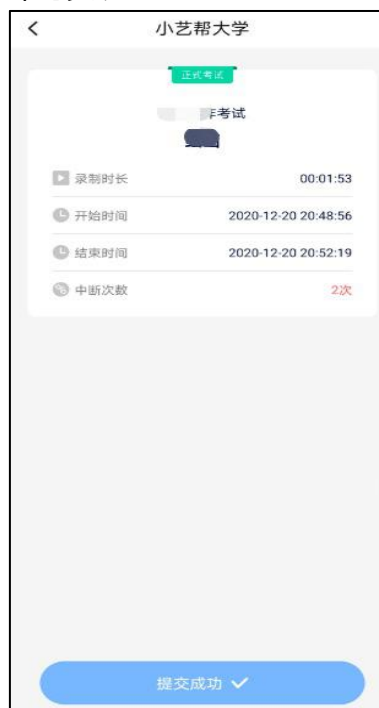 小艺帮大学
正式考试
考试
录制时长 00:01:53
开始时间 2020-12-20 20:48:56
结束时间 2020-12-20 20:52:19
中断次数 2次
提交成功